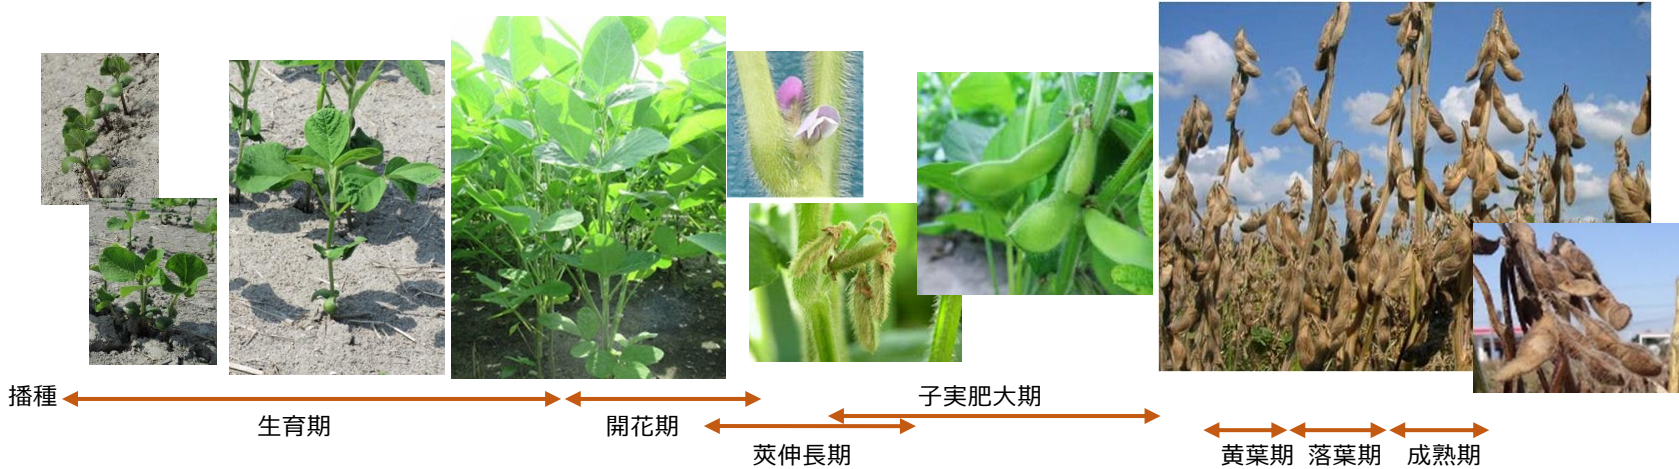 播種
生育期
開花期
莢伸長期
子実肥大期
黄葉期
落葉期
成熟期